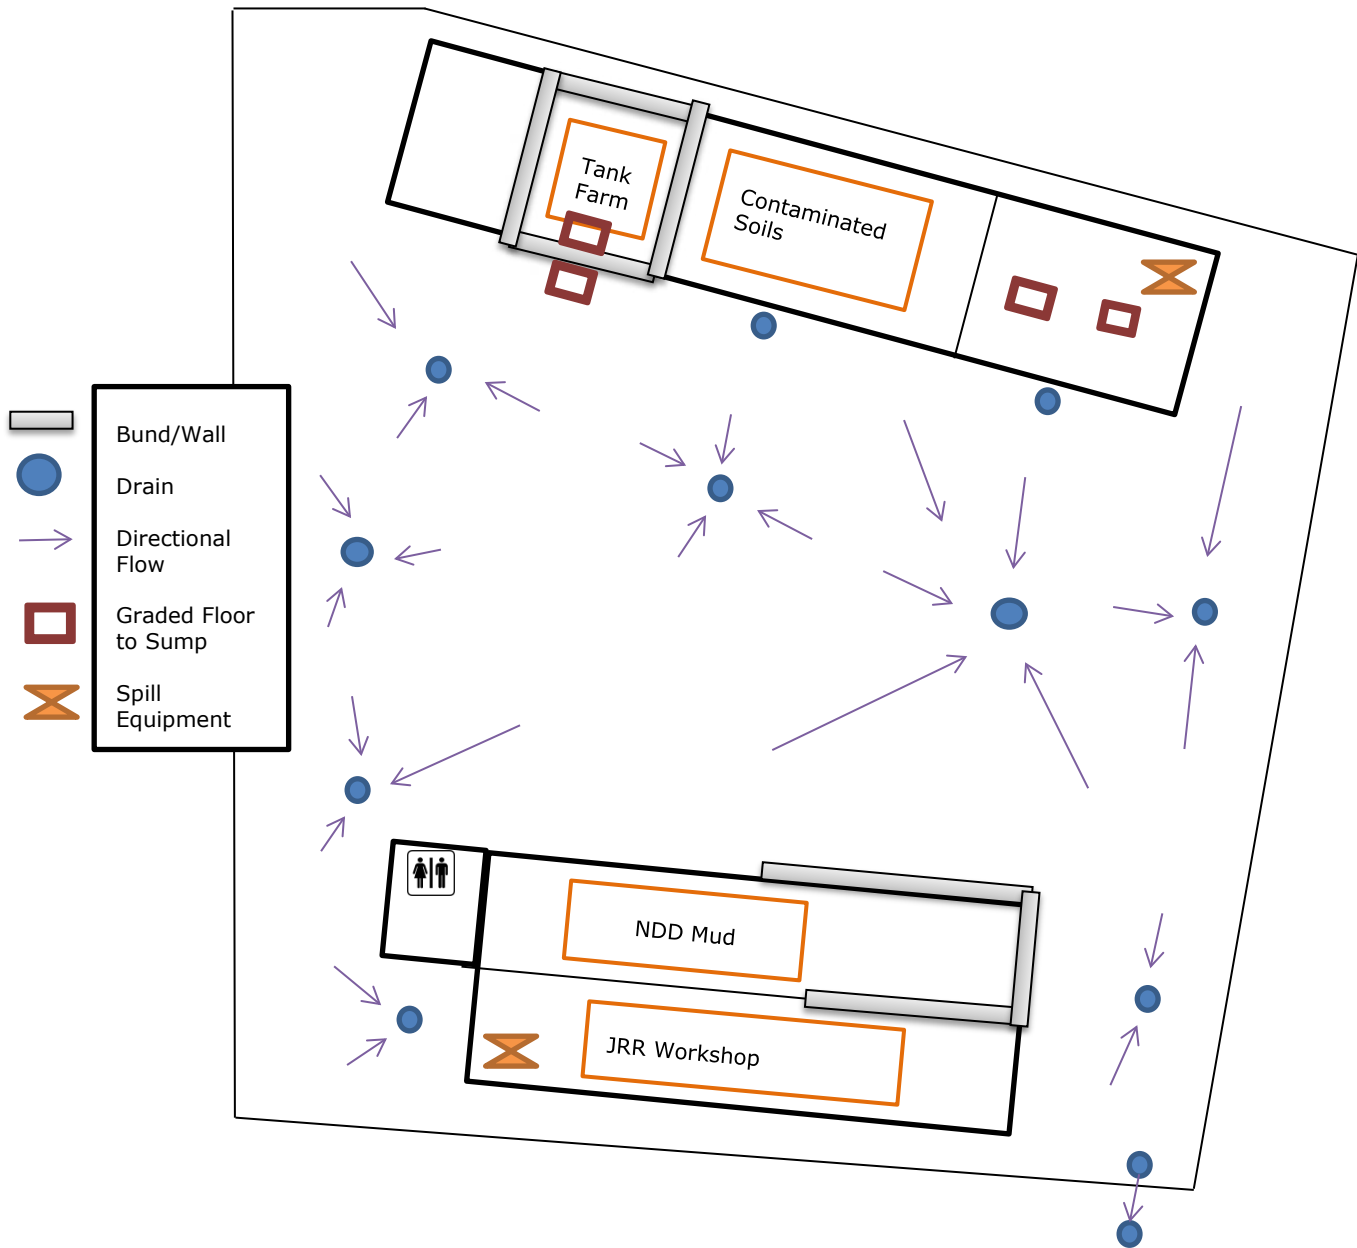 Tank
Farm
Contaminated
Soils
Bund/Wall
Drain
Directional
Flow
Graded Floor
to Sump
Spill
Equipment
NDD Mud
JRR Workshop